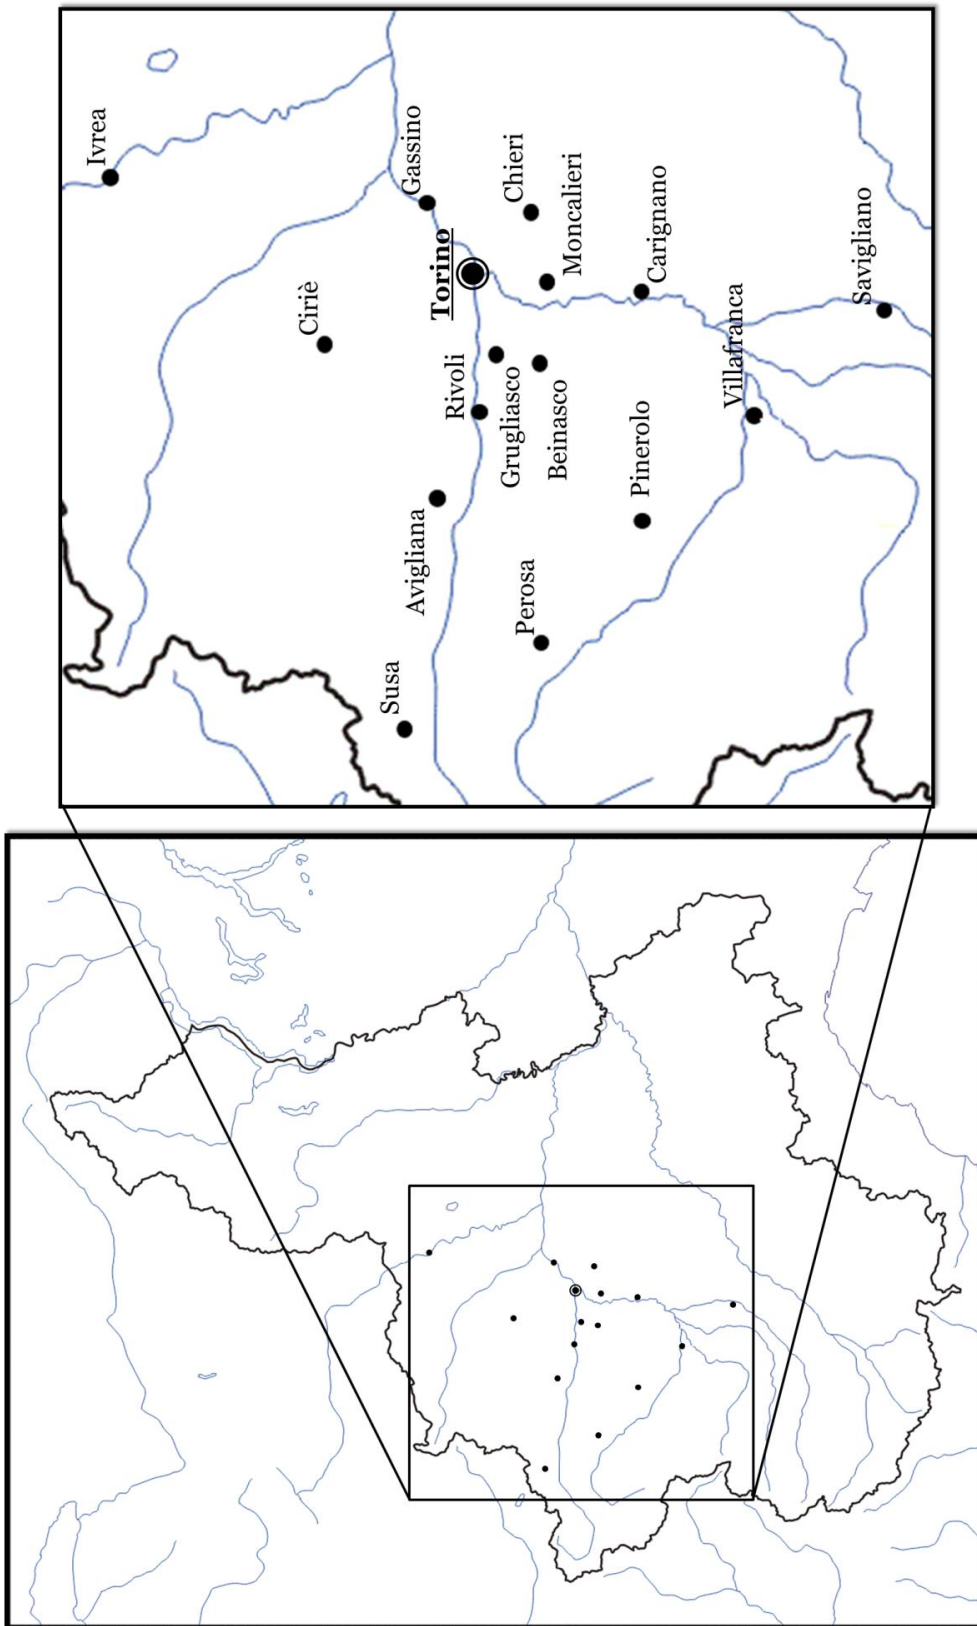 Ivrea
Ciriè
Susa
Gassino
Avigliana
Torino
Rivoli
Grugliasco
Chieri
Perosa
Beinasco
Moncalieri
Pinerolo
Carignano
Villafranca
Savigliano